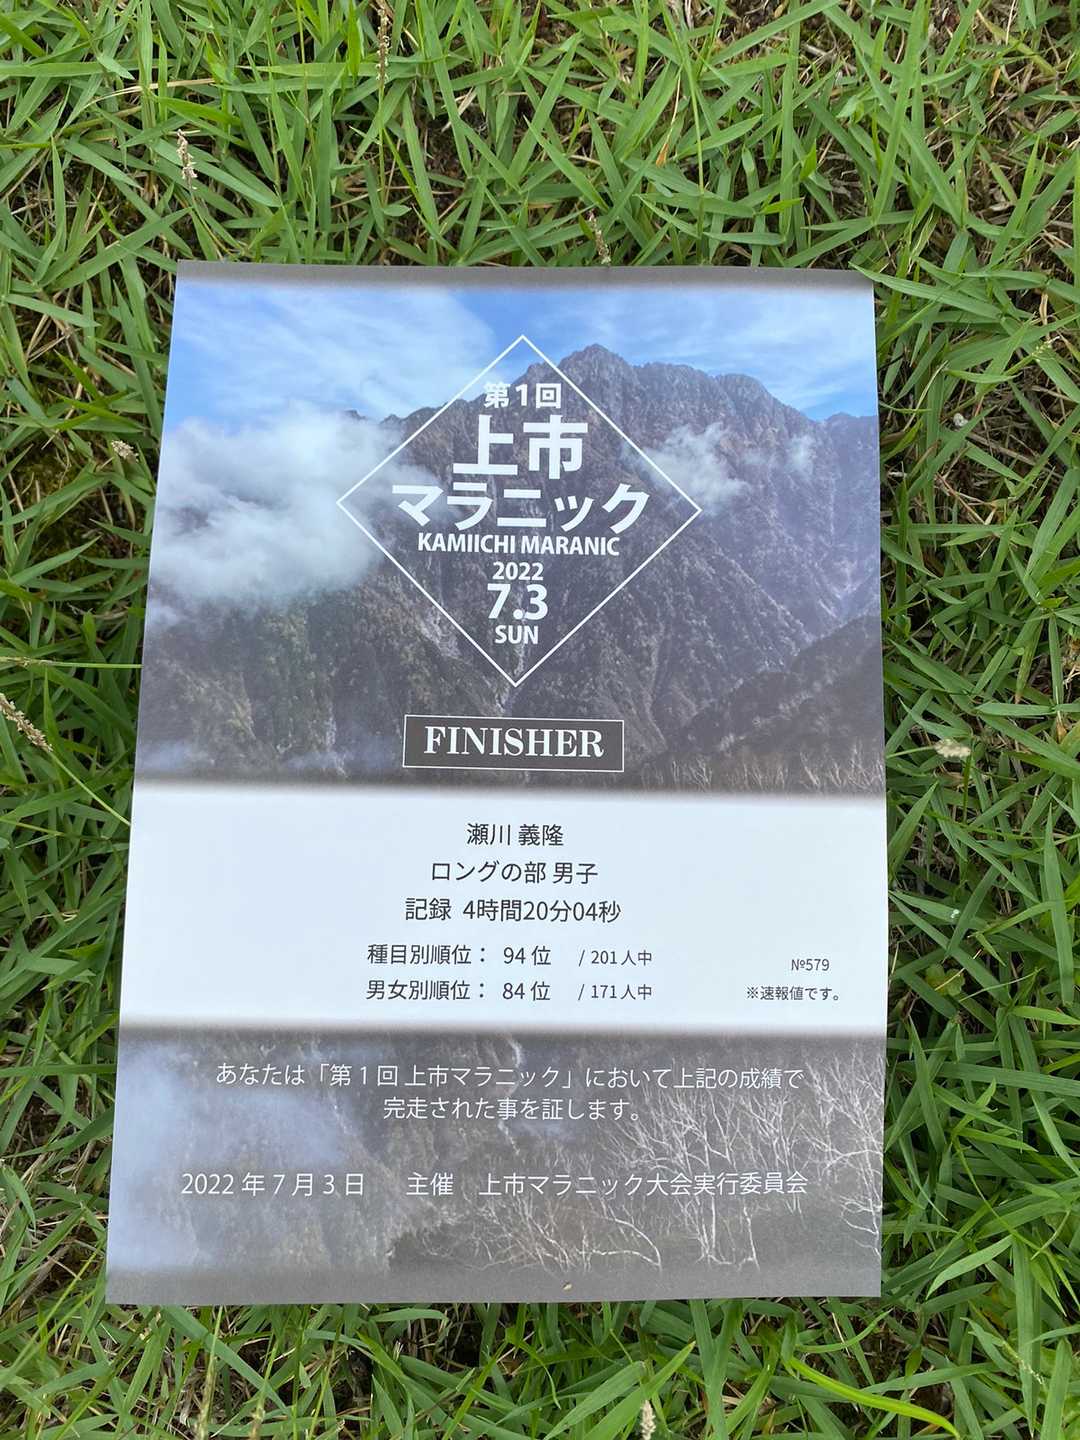 第1回
上市
マラニック
KAMIICHI MARANIC
2022
7.3
SUN
FINISHER
瀬川 義隆
ロングの部 男子
記録 4時間20分04秒
種目別順位： 94 位 / 201人中
男女別順位： 84 位 / 171人中
№579
※速報値です。
あなたは「第1回 上市マラニック」において上記の成績で
完走された事を証します。
2022 年 7 月 3 日 主催 上市マラニック大会実行委員会